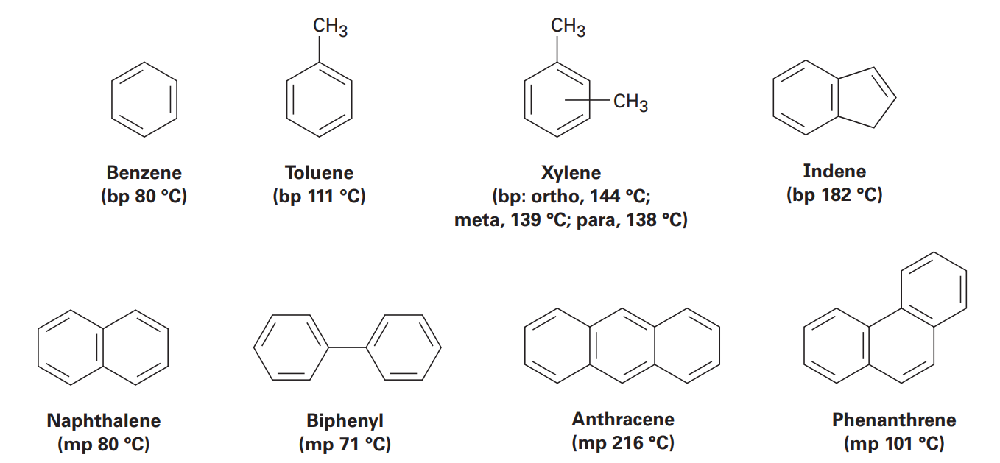 CH3
CH3
CH3
Benzene
(bp 80 °C)
Toluene
(bp 111 °C)
Xylene
(bp: ortho, 144 °C;
meta, 139 °C; para, 138 °C)
Indene
(bp 182 °C)
Naphthalene
(mp 80 °C)
Biphenyl
(mp 71 °C)
Anthracene
(mp 216 °C)
Phenanthrene
(mp 101 °C)